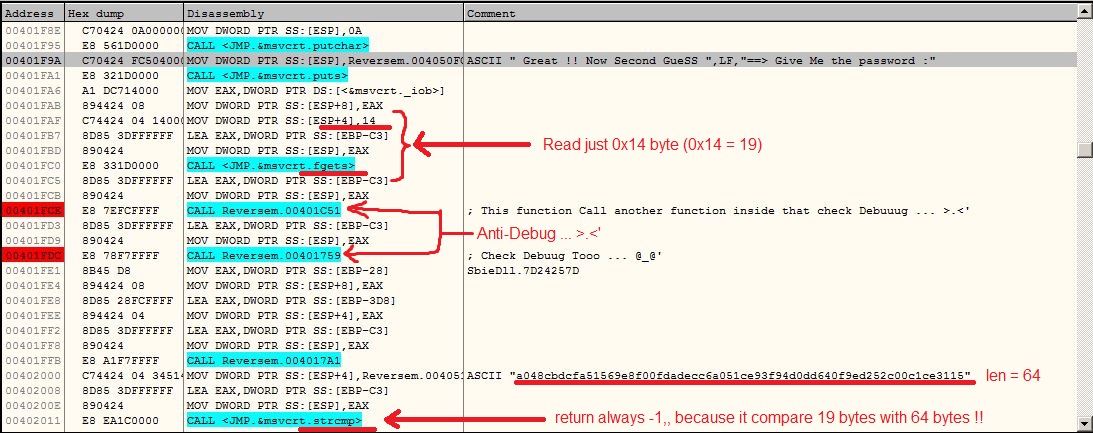 Address Hex dump Disassembly Comment
00401F8E C70424 0A000000 MOV DWORD PTR SS:[ESP],0A
00401F95 E8 561D0000 CALL <JMP.&msvcrt.putchar>
00401F9A C70424 FC504000 MOV DWORD PTR SS:[ESP],Reversem.004050FC ASCII " Great !! Now Second GueSS ",LF,"==> Give Me the password :"
00401FA1 E8 321D0000 CALL <JMP.&msvcrt.puts>
00401FA6 A1 DC714000 MOV EAX,DWORD PTR DS:[<&msvcrt._iob>]
00401FAB 894424 08 MOV DWORD PTR SS:[ESP+8],EAX
00401FAF C74424 04 14000 MOV DWORD PTR SS:[ESP+4],14
00401FB7 8D85 3DFFFFFF LEA EAX,DWORD PTR SS:[EBP-C3] Read just 0x14 byte (0x14 = 19)
00401FBD 890424 MOV DWORD PTR SS:[ESP],EAX
00401FC0 E8 331D0000 CALL <JMP.&msvcrt.fgets>
00401FC5 8D85 3DFFFFFF LEA EAX,DWORD PTR SS:[EBP-C3]
00401FCB 890424 MOV DWORD PTR SS:[ESP],EAX
00401FCE E8 7EFCFFFF CALL Reversem.00401C51 ; This function Call another function inside that check Debuuug ... >.<'
00401FD3 8D85 3DFFFFFF LEA EAX,DWORD PTR SS:[EBP-C3] Anti-Debug ... >.<'
00401FD9 890424 MOV DWORD PTR SS:[ESP],EAX
00401FDC E8 78F7FFFF CALL Reversem.00401759 ; Check Debuug Tooo ... @_@'
00401FE1 8B45 D8 MOV EAX,DWORD PTR SS:[EBP-28] SbieDll.7D24257D
00401FE4 894424 08 MOV DWORD PTR SS:[ESP+8],EAX
00401FE8 8D85 28FCFFFF LEA EAX,DWORD PTR SS:[EBP-3D8]
00401FEE 894424 04 MOV DWORD PTR SS:[ESP+4],EAX
00401FF2 8D85 3DFFFFFF LEA EAX,DWORD PTR SS:[EBP-C3]
00401FF8 890424 MOV DWORD PTR SS:[ESP],EAX
00401FFB E8 A1F7FFFF CALL Reversem.004017A1
00402000 C74424 04 34514 MOV DWORD PTR SS:[ESP+4],Reversem.004051 ASCII "a048cbdcfa51569e8f00fdadecc6a051ce93f94d0dd640f9ed252c00c1ce3115" len = 64
00402008 8D85 3DFFFFFF LEA EAX,DWORD PTR SS:[EBP-C3]
0040200E 890424 MOV DWORD PTR SS:[ESP],EAX
00402011 E8 EA1C0000 CALL <JMP.&msvcrt.strcmp> return always -1,, because it compare 19 bytes with 64 bytes !!